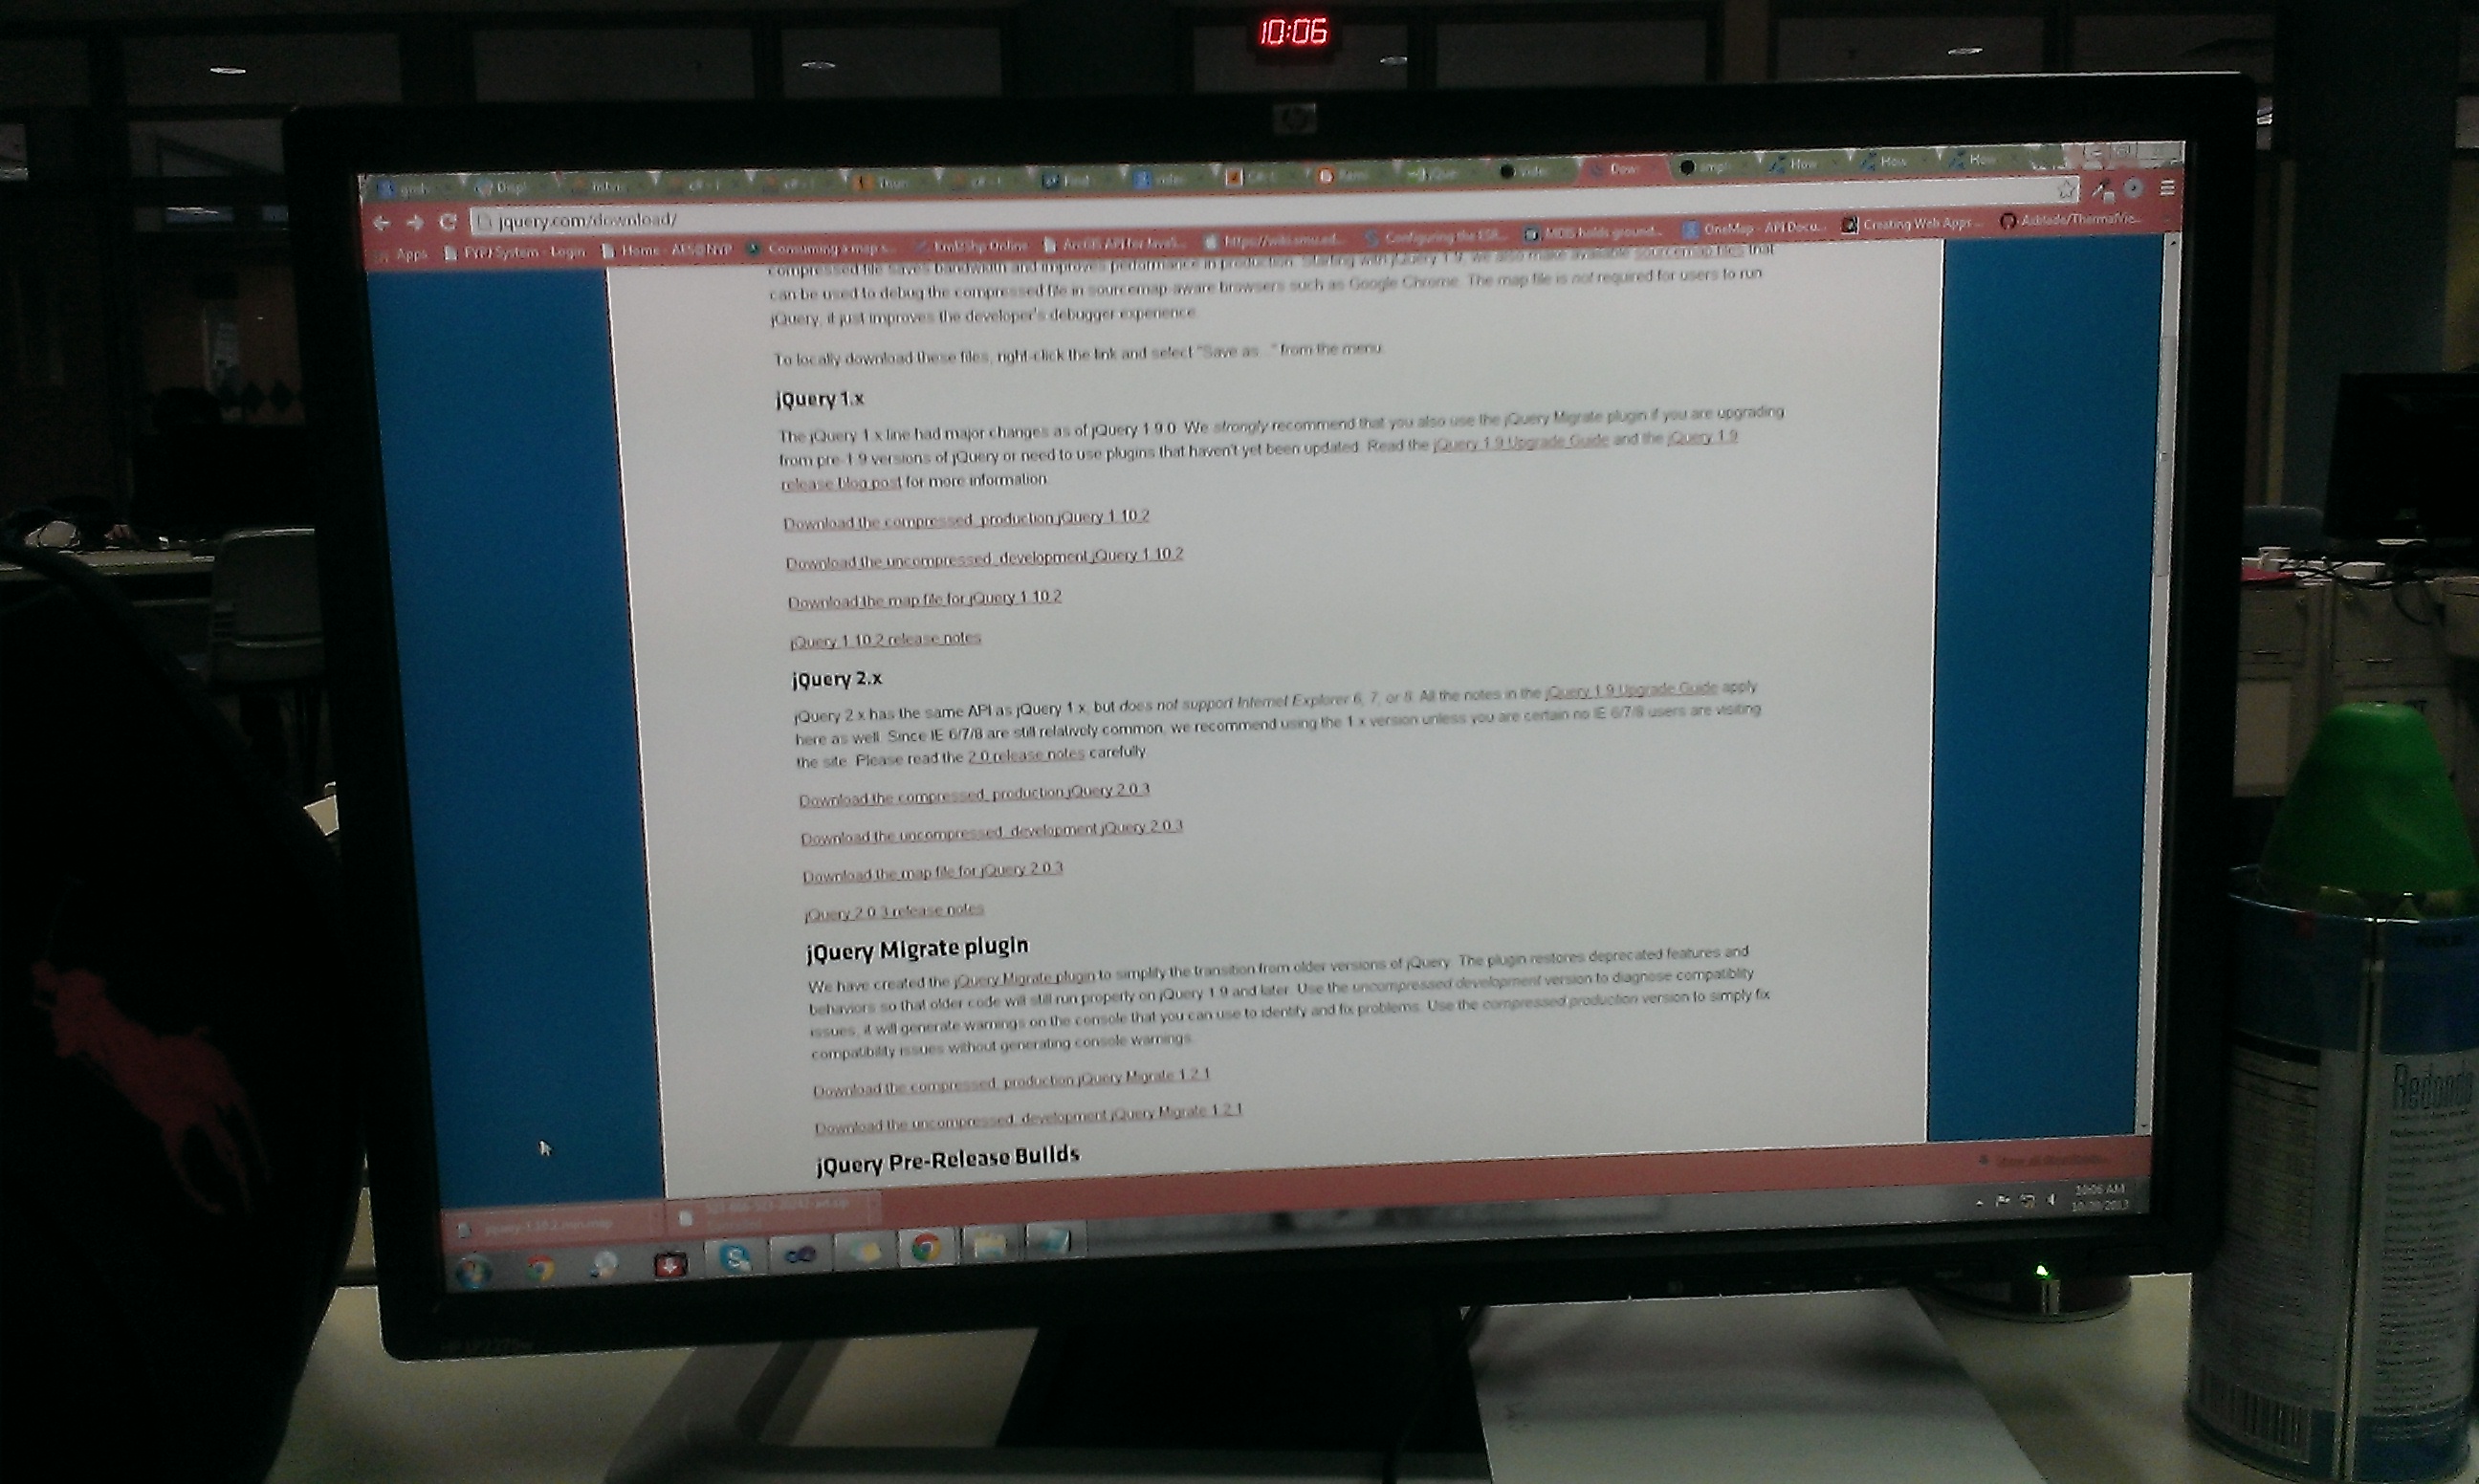 10:06
hp
How
How
How
jquery.com/download/
Apps
FYPJ System - Login
Home - AES@NYP
Consuming a map s...
Kml2Shp Online
ArcGIS API for JavaS...
https://wiki.smu.ed...
Configuring the ESR...
MDIS holds ground...
OneMap - API Docu...
Creating Web Apps ...
compressed file saves bandwidth and improves performance in production. Starting with jQuery 1.9, we also make available sourcemap files that
can be used to debug the compressed file in sourcemap-aware browsers such as Google Chrome. The map file is not required for users to run
jQuery, it just improves the developer's debugger experience.
To locally download these files, right-click the link and select "Save as..." from the menu.
jQuery 1.x
The jQuery 1.x line had major changes as of jQuery 1.9.0. We strongly recommend that you also use the jQuery Migrate plugin if you are upgrading
from pre-1.9 versions of jQuery or need to use plugins that haven't yet been updated. Read the jQuery 1.9 Upgrade Guide and the jQuery 1.9
release blog post for more information.
Download the compressed, production jQuery 1.10.2
Download the uncompressed, development jQuery 1.10.2
Download the map file for jQuery 1.10.2
jQuery 1.10.2 release notes
jQuery 2.x
jQuery 2.x has the same API as jQuery 1.x, but does not support Internet Explorer 6, 7, or 8. All the notes in the jQuery 1.9 Upgrade Guide apply
here as well. Since IE 6/7/8 are still relatively common, we recommend using the 1.x version unless you are certain no IE 6/7/8 users are visiting
the site. Please read the 2.0 release notes carefully.
Download the compressed, production jQuery 2.0.3
Download the uncompressed, development jQuery 2.0.3
Download the map file for jQuery 2.0.3
jQuery 2.0.3 release notes
jQuery Migrate plugin
We have created the jQuery Migrate plugin to simplify the transition from older versions of jQuery. The plugin restores deprecated features and
behaviors so that older code will still run properly on jQuery 1.9 and later. Use the uncompressed development version to diagnose compatiblity
issues, it will generate warnings on the console that you can use to identify and fix problems. Use the compressed production version to simply fix
compatibility issues without generating console warnings.
Download the compressed, production jQuery Migrate 1.2.1
Download the uncompressed, development jQuery Migrate 1.2.1
jQuery Pre-Release Builds
jquery-1.10.2.min.map
10:06 AM
Redondo